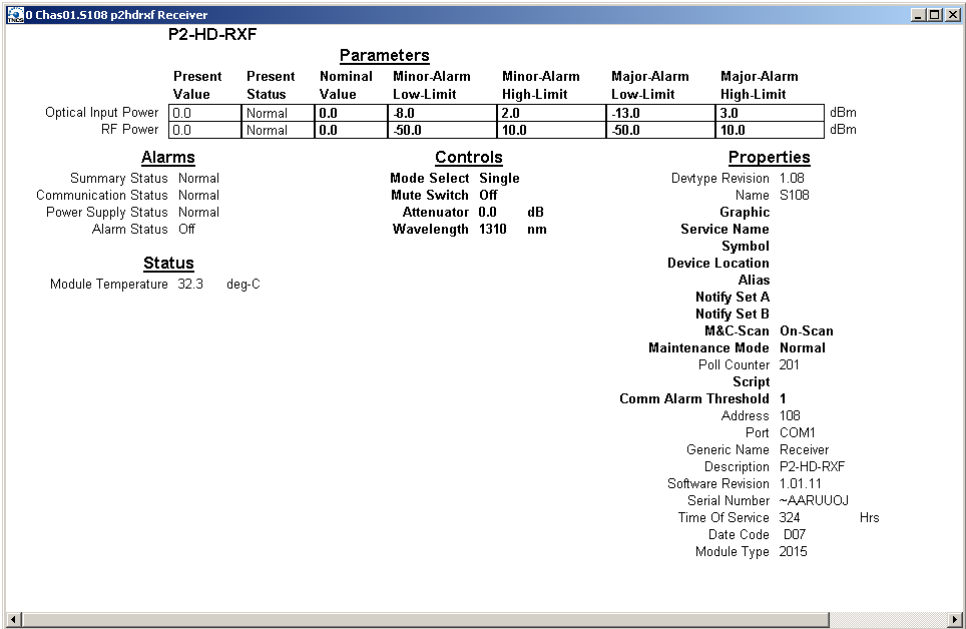 0 Chas01.S108 p2hdrxf Receiver
P2-HD-RXF
Parameters
Present Present Nominal Minor-Alarm Minor-Alarm Major-Alarm Major-Alarm
Value Status Value Low-Limit High-Limit Low-Limit High-Limit
Optical Input Power 0.0 Normal 0.0 -8.0 2.0 -13.0 3.0 dBm
RF Power 0.0 Normal 0.0 -50.0 10.0 -50.0 10.0 dBm
Alarms Controls Properties
Summary Status Normal Mode Select Single Devtype Revision 1.08
Communication Status Normal Mute Switch Off Name S108
Power Supply Status Normal Attenuator 0.0 dB Graphic
Alarm Status Off Wavelength 1310 nm Service Name
Symbol
Status Device Location
Module Temperature 32.3 deg-C Alias
Notify Set A
Notify Set B
M&C-Scan On-Scan
Maintenance Mode Normal
Poll Counter 201
Script
Comm Alarm Threshold 1
Address 108
Port COM1
Generic Name Receiver
Description P2-HD-RXF
Software Revision 1.01.11
Serial Number ~AARUUOJ
Time Of Service 324 Hrs
Date Code D07
Module Type 2015